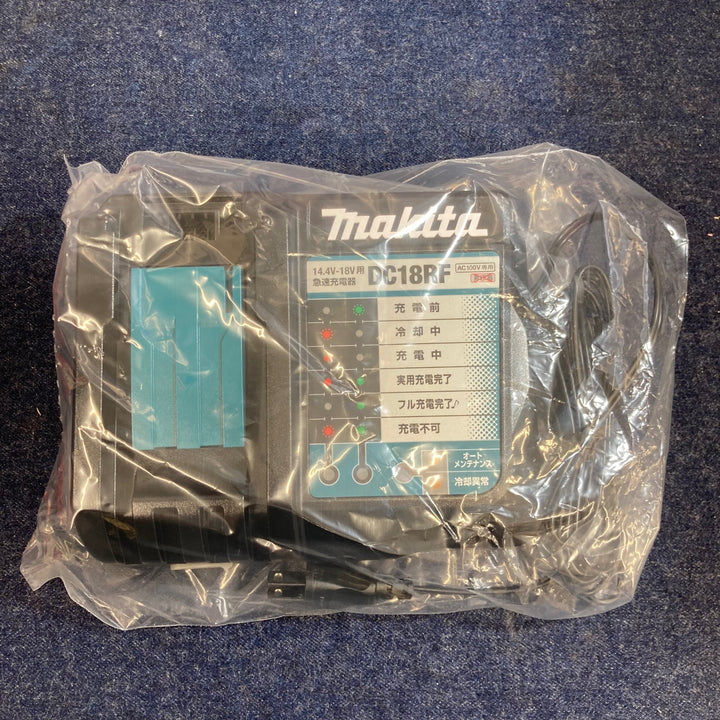 makita
14.4V-18V用
急速充電器
DC18RF
AC100V専用
充電前
冷却中
充電中
実用充電完了
フル充電完了♪
充電不可
オート
メンテナンス
冷却異常